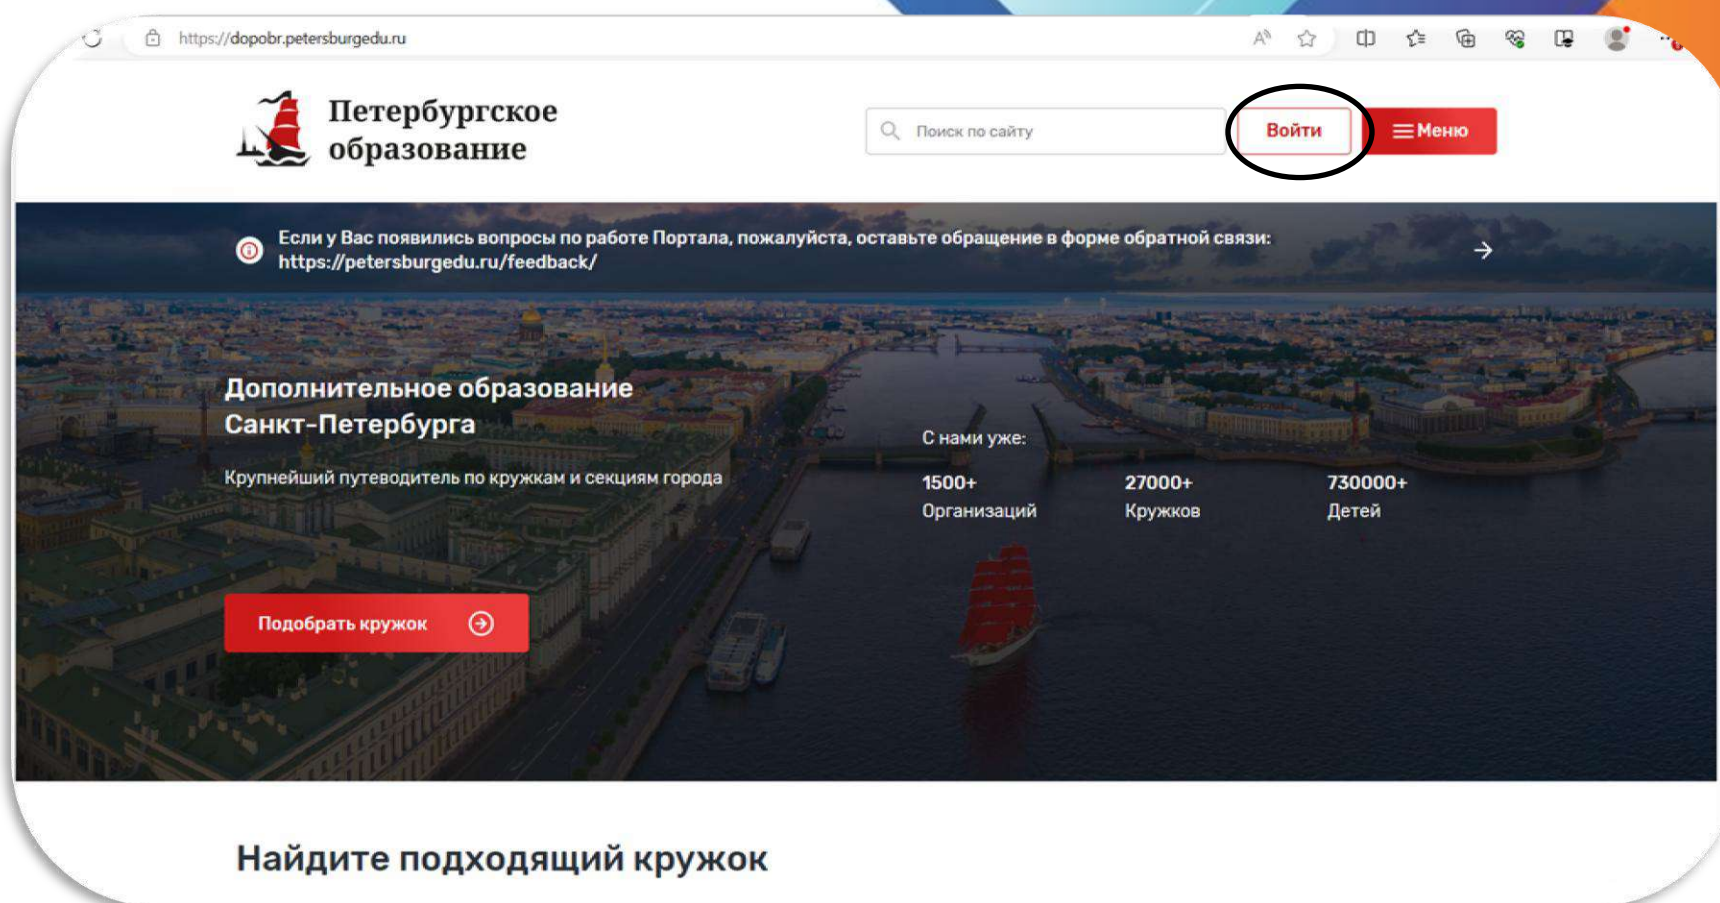 https://dopobr.petersburgedu.ru
Петербургское
образование
Поиск по сайту
Войти
Меню
Если у Вас появились вопросы по работе Портала, пожалуйста, оставьте обращение в форме обратной связи:
https://petersburgedu.ru/feedback/
Дополнительное образование
Санкт-Петербурга
Крупнейший путеводитель по кружкам и секциям города
С нами уже:
1500+ 27000+ 730000+
Организаций Кружков Детей
Подобрать кружок
Найдите подходящий кружок